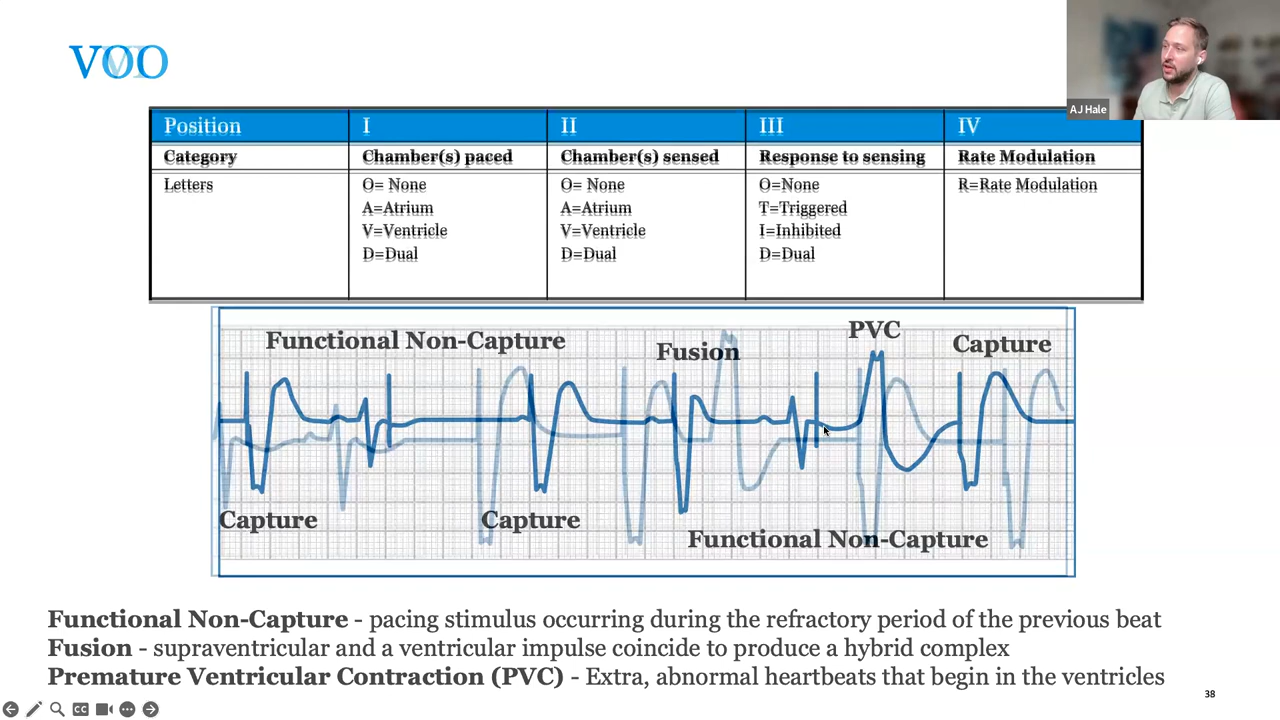 VOO
AJ Hale
Position I II III IV
Category Chamber(s) paced Chamber(s) sensed Response to sensing Rate Modulation
Letters O= None O= None O=None R=Rate Modulation
A=Atrium A=Atrium T=Triggered
V=Ventricle V=Ventricle I=Inhibited
D=Dual D=Dual D=Dual
PVC
Functional Non-Capture Fusion Capture
Capture Capture
Functional Non-Capture
Functional Non-Capture - pacing stimulus occurring during the refractory period of the previous beat
Fusion - supraventricular and a ventricular impulse coincide to produce a hybrid complex
Premature Ventricular Contraction (PVC) - Extra, abnormal heartbeats that begin in the ventricles
38
CC